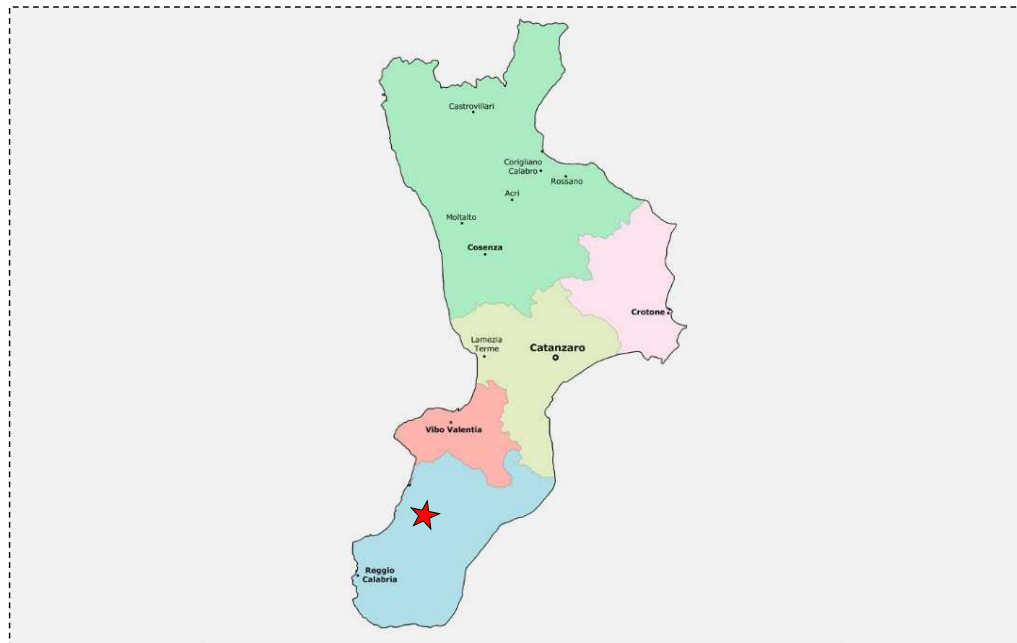 Castrovillari
Corigliano
Calabro
Rossano
Acri
Moltalto
Cosenza
Crotone
Lamezia
Terme
Catanzaro
Vibo Valentia
Reggio
Calabria